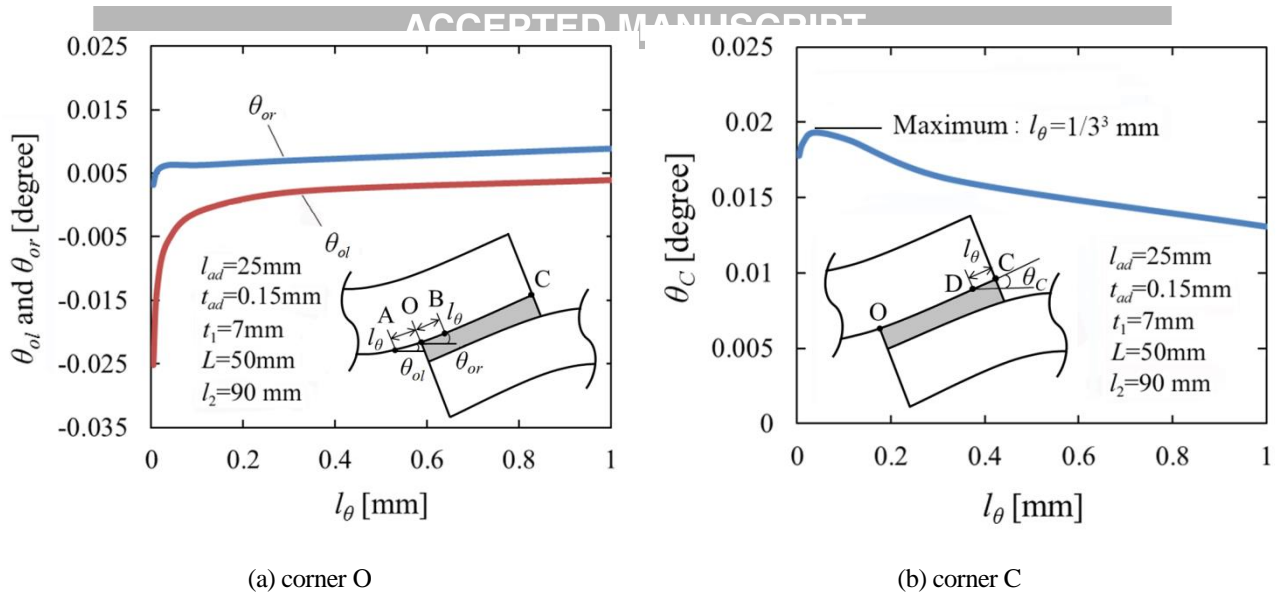 ACCEPTED MANUSCRIPT
0.025
0.015
0.005
-0.005
-0.015
-0.025
-0.035
θol and θor [degree]
θor
θol
lad=25mm
tad=0.15mm
t1=7mm
L=50mm
l2=90 mm
A O B C
lθ lθ
θol θor
0 0.2 0.4 0.6 0.8 1
lθ [mm]
(a) corner O
0.025
0.02
0.015
0.01
0.005
0
θC [degree]
Maximum : lθ=1/3³ mm
lθ C
D θC
O
lad=25mm
tad=0.15mm
t1=7mm
L=50mm
l2=90 mm
0 0.2 0.4 0.6 0.8 1
lθ [mm]
(b) corner C